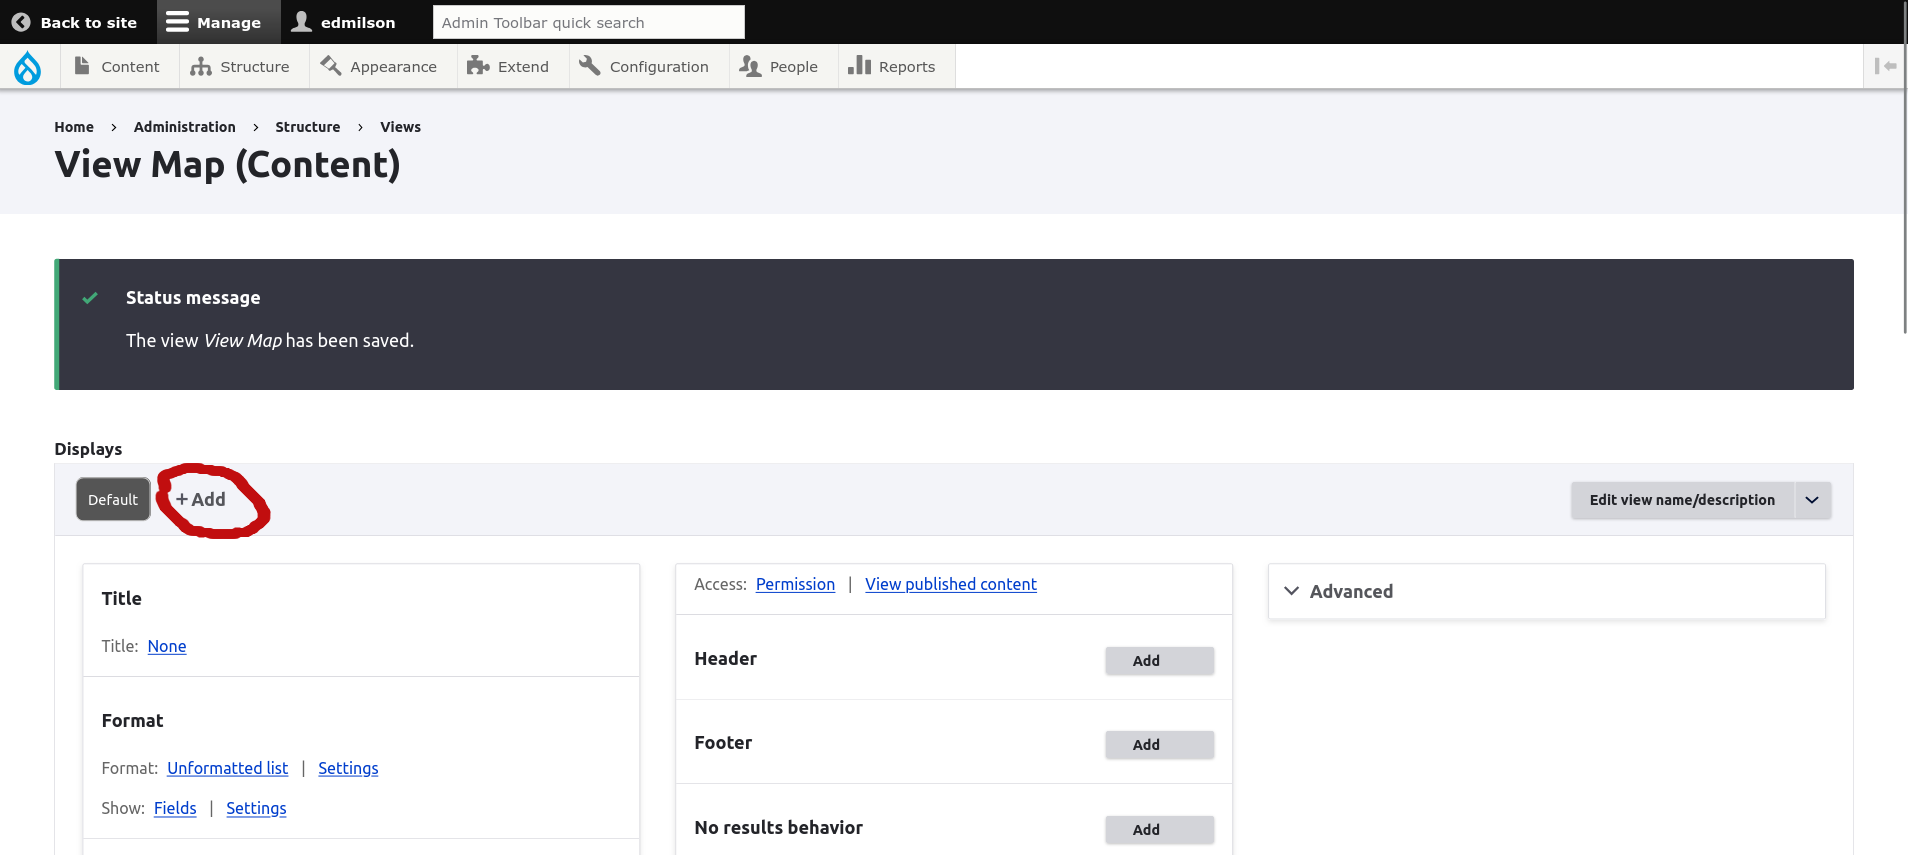 Back to site Manage edmilson Admin Toolbar quick search
Content Structure Appearance Extend Configuration People Reports
Home › Administration › Structure › Views
View Map (Content)
Status message
The view View Map has been saved.
Displays
Default +Add Edit view name/description
Title
Title: None
Format
Format: Unformatted list | Settings
Show: Fields | Settings
Access: Permission | View published content
Header Add
Footer Add
No results behavior Add
Advanced